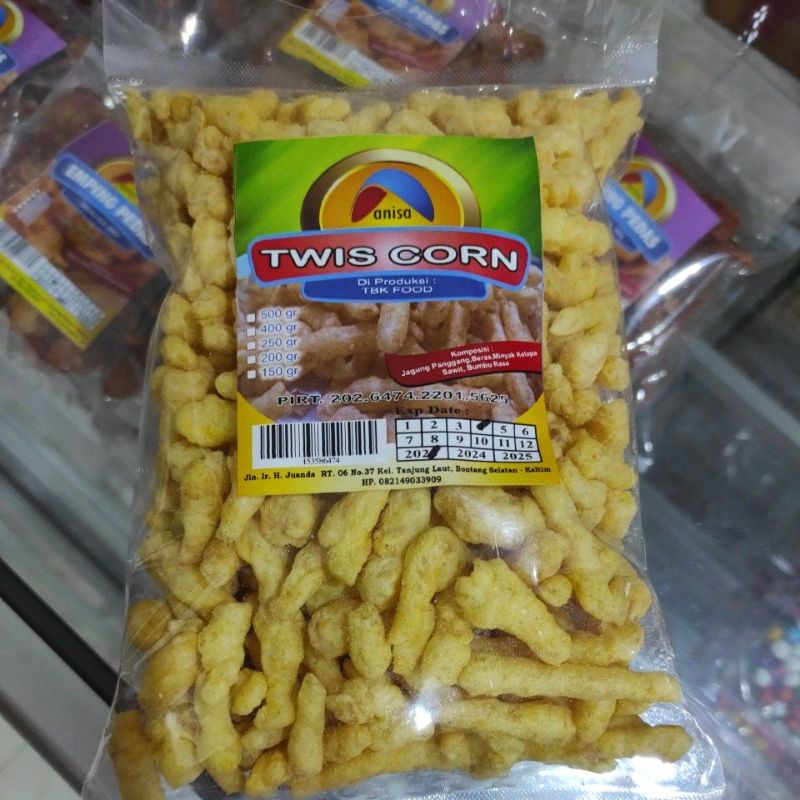 EMPING PEDAS
anisa
TWIS CORN
Di Produksi :
TBK FOOD
500 gr
400 gr
250 gr
200 gr
150 gr
Komposisi :
Jagung Panggang,Beras,Minyak Kelapa
Sawit, Bumbu Rasa
PIRT. 202.6474.2201.5625
Exp Date :
1 2 3 5 6
7 8 9 10 11 12
2024 2025
153586474
Jln. Ir. H. Juanda RT. 06 No.37 Kel. Tanjung Laut, Bontang Selatan - Kaltim
HP. 082149033909
EMPING PEDAS
PEDAS